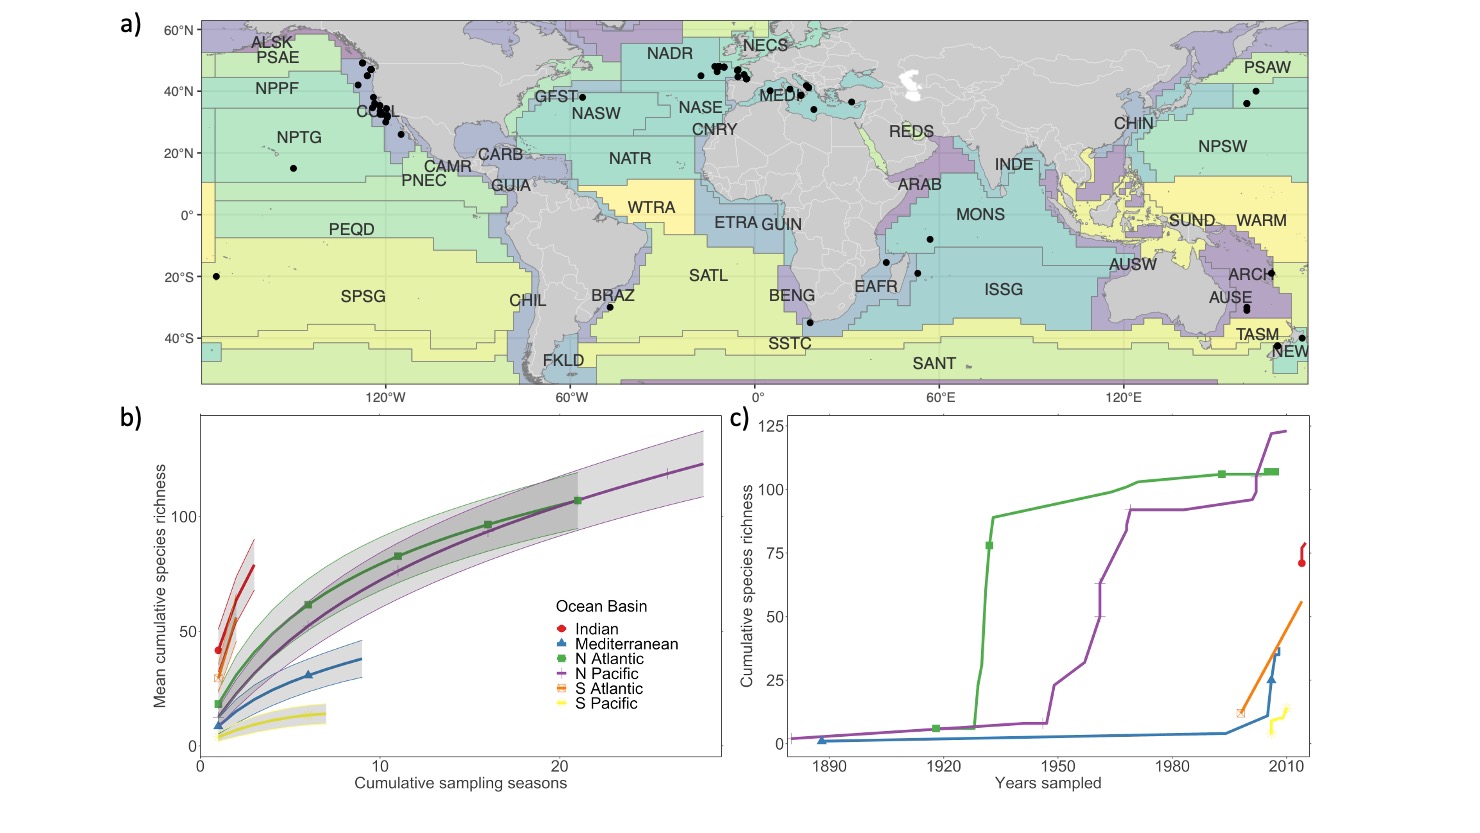 a)
60°N
40°N
20°N
0°
20°S
40°S
ALSK
PSAE
NPPF
NPTG
PEQD
SPSG
CAMR
PNEC
CARB
GUIA
CHIL
BRAZ
FKLD
GFST
NASW
NADR
NECS
NASE
CNRY
NATR
WTRA
ETRA
GUIN
SATL
BENG
SSTC
SANT
REDS
ARAB
INDE
MONS
EAFR
ISSG
AUSW
CHIN
PSAW
NPSW
SUND
WARM
ARCH
AUSE
TASM
120°W
60°W
0°
60°E
120°E
b)
Mean cumulative species richness
100
50
0
0
10
20
Cumulative sampling seasons
Ocean Basin
Indian
Mediterranean
N Atlantic
N Pacific
S Atlantic
S Pacific
c)
Cumulative species richness
125
100
75
50
25
0
1890
1920
1950
1980
2010
Years sampled